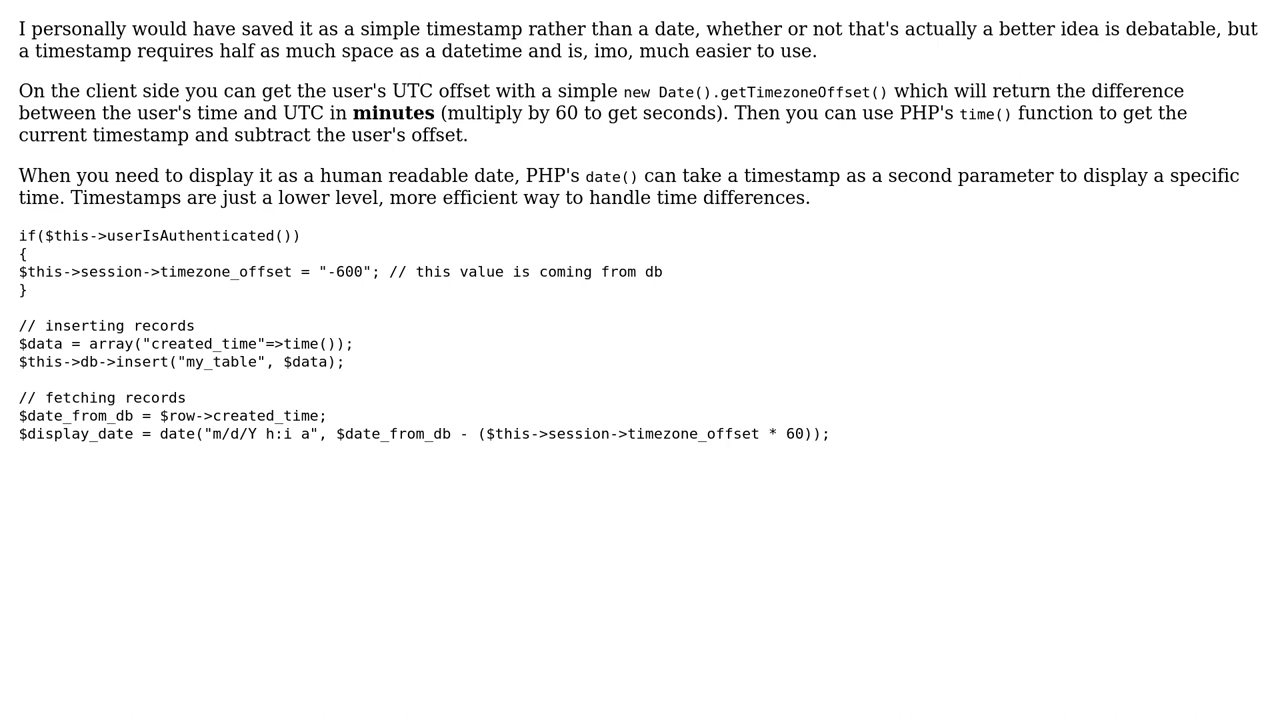 I personally would have saved it as a simple timestamp rather than a date, whether or not that's actually a better idea is debatable, but
a timestamp requires half as much space as a datetime and is, imo, much easier to use.
On the client side you can get the user's UTC offset with a simple new Date().getTimezoneOffset() which will return the difference
between the user's time and UTC in minutes (multiply by 60 to get seconds). Then you can use PHP's time() function to get the
current timestamp and subtract the user's offset.
When you need to display it as a human readable date, PHP's date() can take a timestamp as a second parameter to display a specific
time. Timestamps are just a lower level, more efficient way to handle time differences.
if($this->userIsAuthenticated())
{
$this->session->timezone_offset = "-600"; // this value is coming from db
}
// inserting records
$data = array("created_time"=>time());
$this->db->insert("my_table", $data);
// fetching records
$date_from_db = $row->created_time;
$display_date = date("m/d/Y h:i a", $date_from_db - ($this->session->timezone_offset * 60));